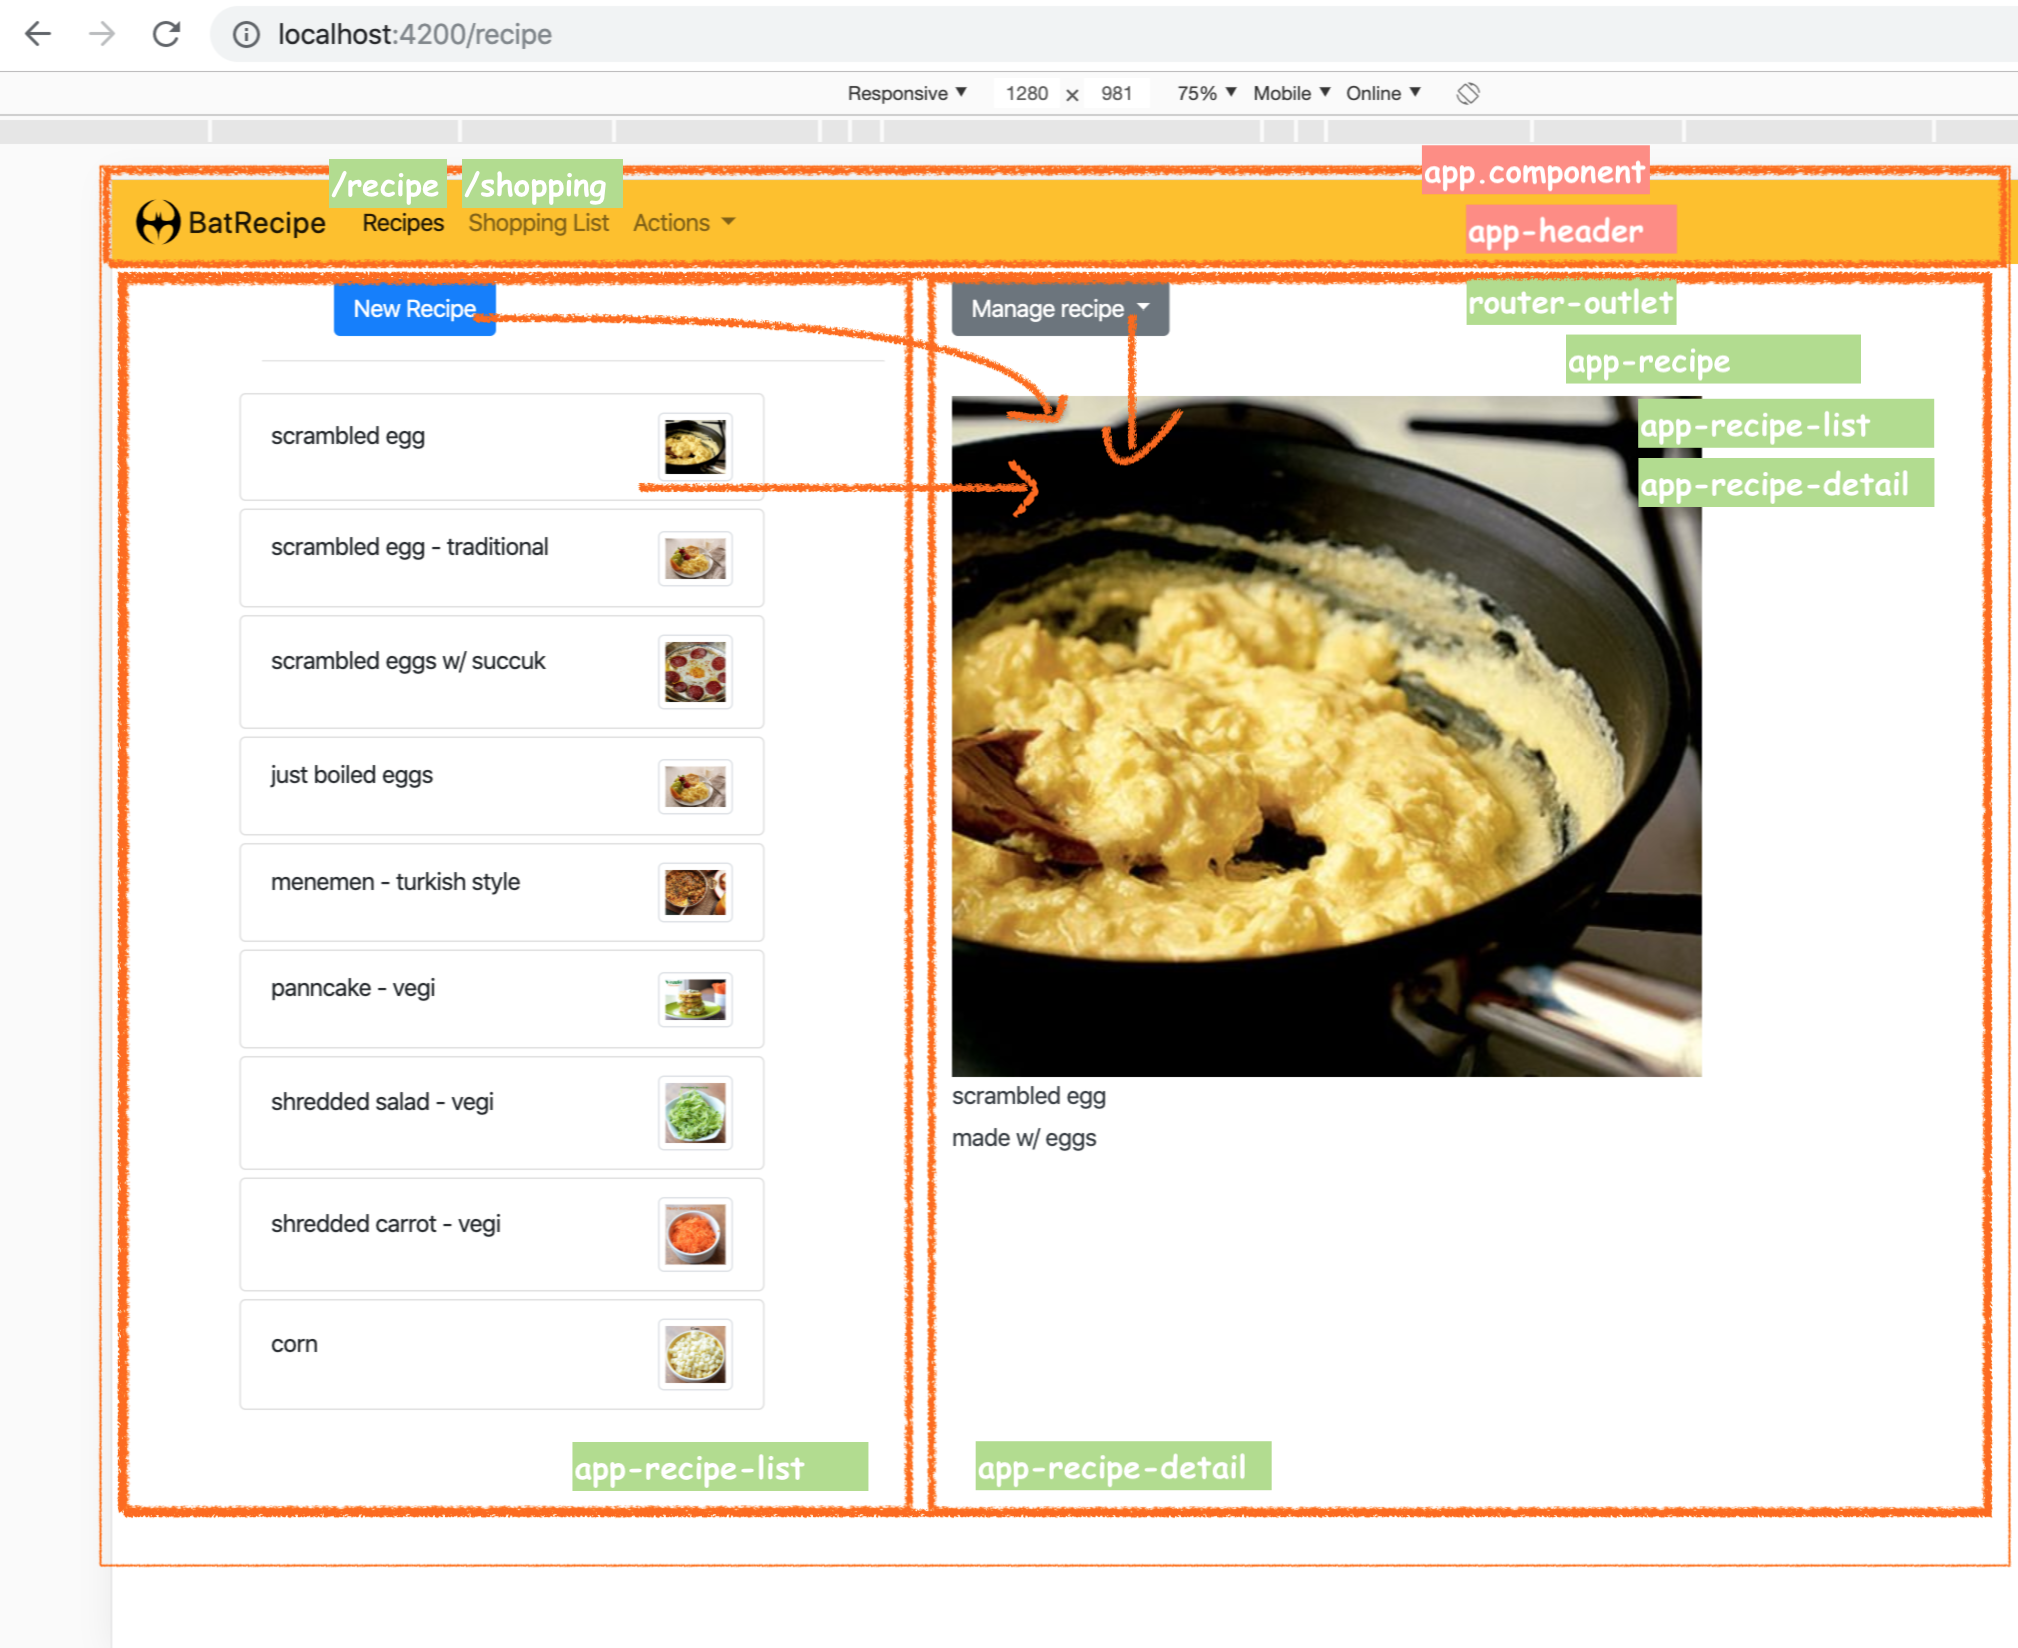 localhost:4200/recipe
Responsive ▼ 1280 × 981 75% ▼ Mobile ▼ Online ▼
app.component
/recipe /shopping
BatRecipe Recipes Shopping List Actions
app-header
New Recipe
Manage recipe
router-outlet
app-recipe
app-recipe-list
app-recipe-detail
scrambled egg
scrambled egg - traditional
scrambled eggs w/ succuk
just boiled eggs
menemen - turkish style
panncake - vegi
shredded salad - vegi
shredded carrot - vegi
corn
scrambled egg
made w/ eggs
app-recipe-list
app-recipe-detail